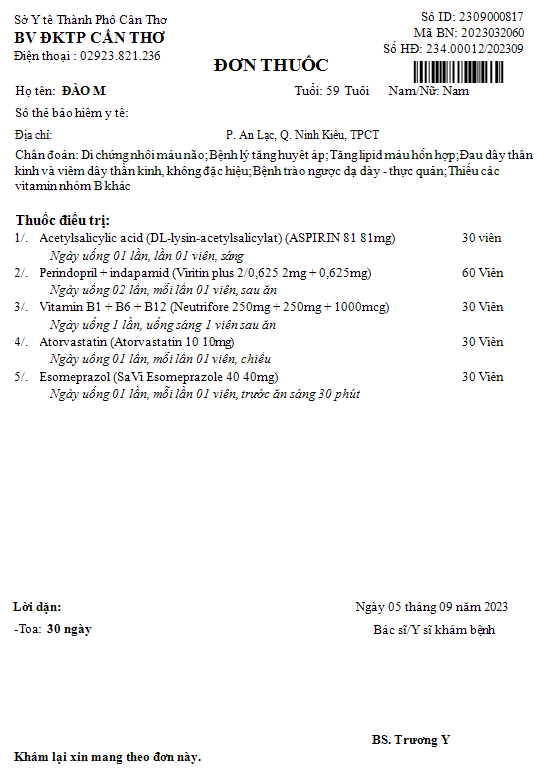 Sở Y tế Thành Phố Cần Thơ
BV ĐKTP CẦN THƠ
Điện thoại : 02923.821.236
Số ID: 2309000817
Mã BN: 2023032060
Số HĐ: 234.00012/202309
ĐƠN THUỐC
Họ tên: ĐÀO M Tuổi: 59 Tuổi Nam/Nữ: Nam
Số thẻ bảo hiểm y tế:
Địa chỉ: P. An Lạc, Q. Ninh Kiều, TPCT
Chẩn đoán: Di chứng nhồi máu não; Bệnh lý tăng huyết áp; Tăng lipid máu hỗn hợp; Đau dây thần
kinh và viêm dây thần kinh, không đặc hiệu; Bệnh trào ngược dạ dày - thực quản; Thiếu các
vitamin nhóm B khác
Thuốc điều trị:
1/. Acetylsalicylic acid (DL-lysin-acetylsalicylat) (ASPIRIN 81 81mg) 30 viên
Ngày uống 01 lần, lần 01 viên, sáng
2/. Perindopril + indapamid (Viritin plus 2/0,625 2mg + 0,625mg) 60 Viên
Ngày uống 02 lần, mỗi lần 01 viên, sau ăn
3/. Vitamin B1 + B6 + B12 (Neutrifore 250mg + 250mg + 1000mcg) 30 Viên
Ngày uống 1 lần, uống sáng 1 viên sau ăn
4/. Atorvastatin (Atorvastatin 10 10mg) 30 Viên
Ngày uống 01 lần, mỗi lần 01 viên, chiều
5/. Esomeprazol (SaVi Esomeprazole 40 40mg) 30 Viên
Ngày uống 01 lần, mỗi lần 01 viên, trước ăn sáng 30 phút
Lời dặn:
-Toa: 30 ngày
Ngày 05 tháng 09 năm 2023
Bác sĩ/Y sĩ khám bệnh
BS. Trương Y
Khám lại xin mang theo đơn này.